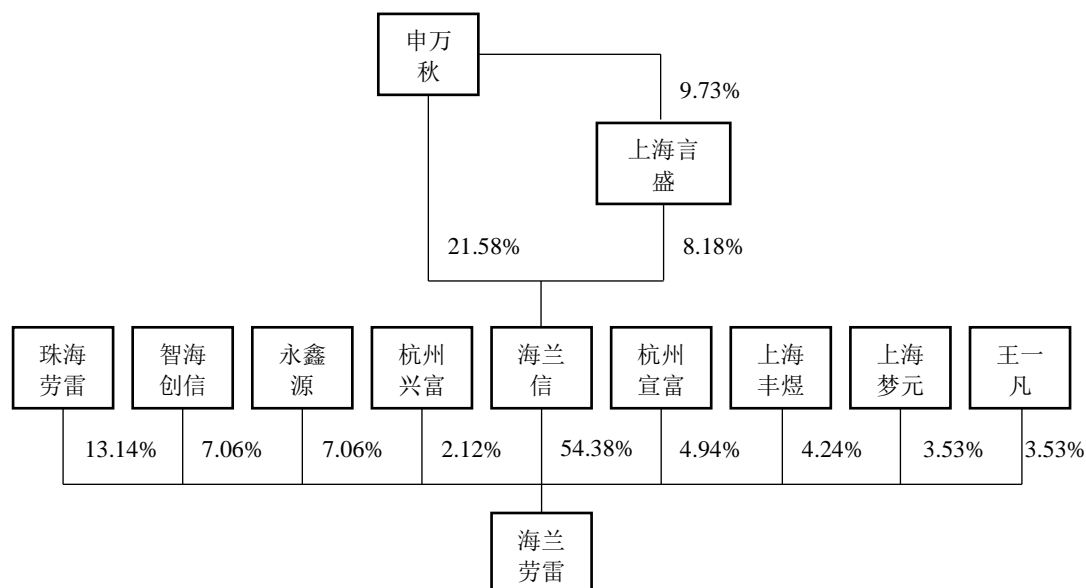 申万
秋
9.73%
上海言
盛
21.58%
8.18%
珠海
劳雷
智海
创信
永鑫
源
杭州
兴富
海兰
信
杭州
宣富
上海
丰煜
上海
梦元
王一
凡
13.14%
7.06%
7.06%
2.12%
54.38%
4.94%
4.24%
3.53%
3.53%
海兰
劳雷